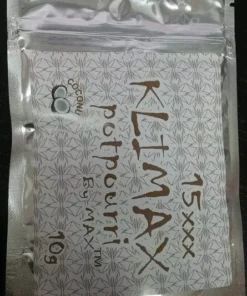 15xxx
KLIMAX
potpourri
By MAX™
10g
COCONUT